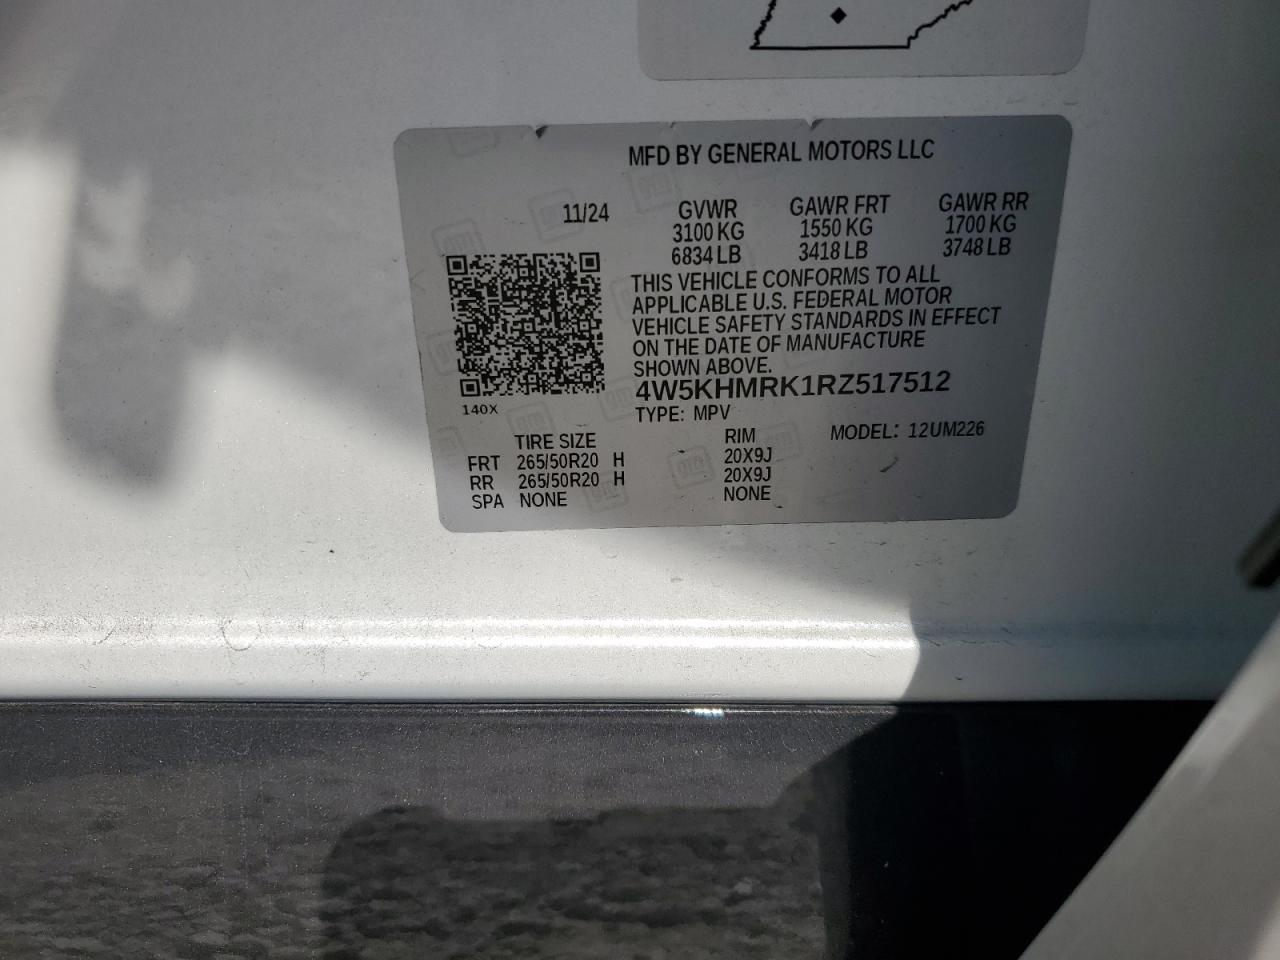 MFD BY GENERAL MOTORS LLC
11/24 GVWR GAWR FRT GAWR RR
3100 KG 1550 KG 1700 KG
6834 LB 3418 LB 3748 LB
THIS VEHICLE CONFORMS TO ALL
APPLICABLE U.S. FEDERAL MOTOR
VEHICLE SAFETY STANDARDS IN EFFECT
ON THE DATE OF MANUFACTURE
SHOWN ABOVE.
4W5KHMRK1RZ517512
140X
TYPE: MPV
MODEL: 12UM226
TIRE SIZE RIM
FRT 265/50R20 H 20X9J
RR 265/50R20 H 20X9J
SPA NONE NONE